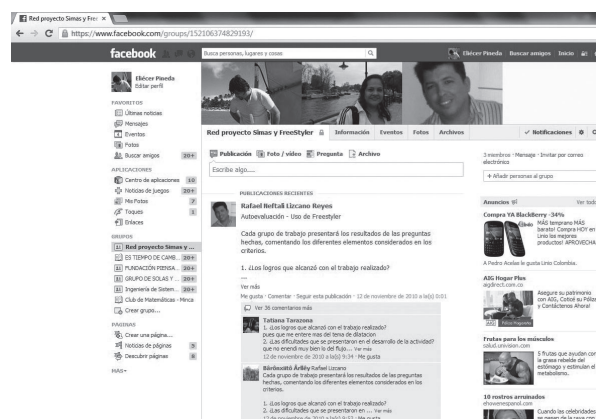 Red proyecto Simas y Free
https://www.facebook.com/groups/152106374829193/
facebook
Busca personas, lugares y cosas
Eliécer Pineda Buscar amigos Inicio
Eliécer Pineda
Editar perfil
FAVORITOS
Últimas noticias
Mensajes
Eventos
Fotos
Buscar amigos 20+
APLICACIONES
Centro de aplicaciones 10
Noticias de juegos 20+
Mis Fotos 7
Toques 1
Enlaces
GRUPOS
Red proyecto Simas y ...
ES TIEMPO DE CAMB... 20+
FUNDACIÓN PIENSA... 20+
GRUPO DE SOLAS Y ... 20+
Ingeniería de Sistem... 20+
Club de Matemáticas - Minca
Crear grupo...
PÁGINAS
Crear una página...
Noticias de páginas 5
Descubrir páginas 8
MÁS
Red proyecto Simas y FreeStyler Información Eventos Fotos Archivos
Notificaciones
Publicación Foto / vídeo Pregunta Archivo
Escribe algo....
PUBLICACIONES RECIENTES
Rafael Neftali Lizcano Reyes
Autoevaluación - Uso de Freestyler
Cada grupo de trabajo presentará los resultados de las preguntas
hechas, comentando los diferentes elementos considerados en los
criterios.
1. ¿Los logros que alcanzó con el trabajo realizado?
...
Ver más
Me gusta · Comentar · Seguir esta publicación · 12 de noviembre de 2010 a la(s) 0:01
Ver 36 comentarios más
Tatiana Tarazona
1. ¿Los logros que alcanzó con el trabajo realizado?
pues que me entere mas del tiempo de dilatacion
2. ¿Las dificultades que se presentaron en el desarrollo de la actividad?
que no enendi muy bien lo del flujo... Ver más
12 de noviembre de 2010 a la(s) 9:34 · Me gusta
Rafael Lizcano
Cada grupo de trabajo presentará los resultados de las preguntas
hechas, comentando los diferentes elementos considerados en los
criterios.
1. ¿Los logros que alcanzó con el trabajo realizado?
2. ¿Las dificultades que se presentaron en ... Ver más
12 de noviembre de 2010 a la(s) 9:53 · Me gusta
3 miembros · Mensaje · Invitar por correo
electrónico
+ Añadir personas al grupo
Anuncios Ver todo
Compra YA BlackBerry -34%
MÁS temprano MÁS
barato! Compra HOY en
Linio los mejores
productos! APROVECHA
A Pedro Acelas le gusta Linio Colombia.
AIG Hogar Plus
aigdirect.com.co
Asegure su patrimonio
con AIG, Cotice su Póliza
y Contáctenos Ahora!
Frutas para los músculos
salud.univision.com
5 frutas que ayudan con
la grasa rebelde del
estómago y estimulan el
metabolismo.
10 rostros arruinados
ehowenespanol.com
Cuando las celebridades